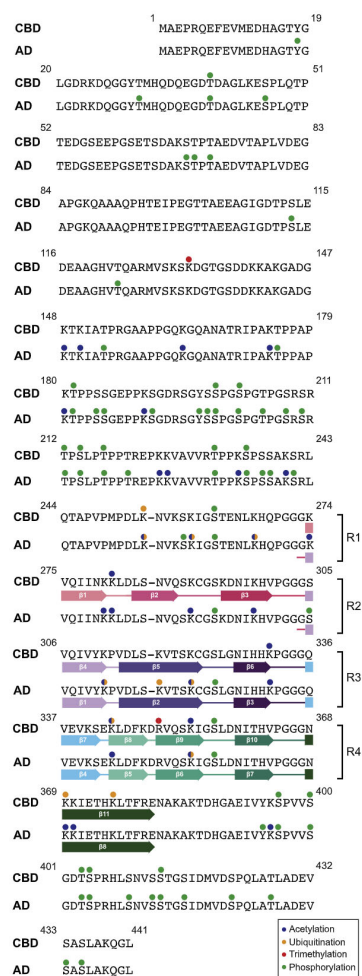 1 19
CBD MAEPRQEFEVMEDHAGTYG
AD MAEPRQEFEVMEDHAGTYG
20 51
CBD LGDRKDQGGYTMHQDQEGDTDAGLKESPLQTP
AD LGDRKDQGGYTMHQDQEGDTDAGLKESPLQTP
52 83
CBD TEDGSEEPGSETSDAKSTPTAEDVTAPLVDEG
AD TEDGSEEPGSETSDAKSTPTAEDVTAPLVDEG
84 115
CBD APGKQAAAQPHTEIPEGTTAEEAGIGDTPSLE
AD APGKQAAAQPHTEIPEGTTAEEAGIGDTPSLE
116 147
CBD DEAAGHVTQARMVSKSKDGTGSDDKKAKGADG
AD DEAAGHVTQARMVSKSKDGTGSDDKKAKGADG
148 179
CBD KTKIATPRGAAPPGQKGQANATRIPAKTPPAP
AD KTKIATPRGAAPPGQKGQANATRIPAKTPPAP
180 211
CBD KTPPSSGEPPKSGDRSGYSSPGSPGTPGSRSR
AD KTPPSSGEPPKSGDRSGYSSPGSPGTPGSRSR
212 243
CBD TPSLPTPPTREPKKVAVVRTPPKSPSSAKSRL
AD TPSLPTPPTREPKKVAVVRTPPKSPSSAKSRL
244 274
CBD QTAPVPMPDLK-NVKSKIGSTENLKHQPGGGK
AD QTAPVPMPDLK-NVKSKIGSTENLKHQPGGGK
R1
275 305
CBD VQIINKKLDLS-NVQSKCGSKDNIKHVPGGGS
β1 β2 β3
AD VQIINKKLDLS-NVQSKCGSKDNIKHVPGGGS
R2
306 336
CBD VQIVYKPVDLS-KVTSKCGSLGNIHHKPGGGQ
β4 β5 β6
AD VQIVYKPVDLS-KVTSKCGSLGNIHHKPGGGQ
β1 β2 β3
R3
337 368
CBD VEVKSEKLDFKDRVQSKIGSLDNITHVPGGGN
β7 β8 β9 β10
AD VEVKSEKLDFKDRVQSKIGSLDNITHVPGGGN
β4 β5 β6 β7
R4
369 400
CBD KKIETHKLTFRENAKAKTDHGAEIVYKSPVVS
β11
AD KKIETHKLTFRENAKAKTDHGAEIVYKSPVVS
β8
401 432
CBD GDTSPRHLSNVSSTGSIDMVDSPQLATLADEV
AD GDTSPRHLSNVSSTGSIDMVDSPQLATLADEV
433 441
CBD SASLAKQGL
AD SASLAKQGL
Acetylation
Ubiquitination
Trimethylation
Phosphorylation